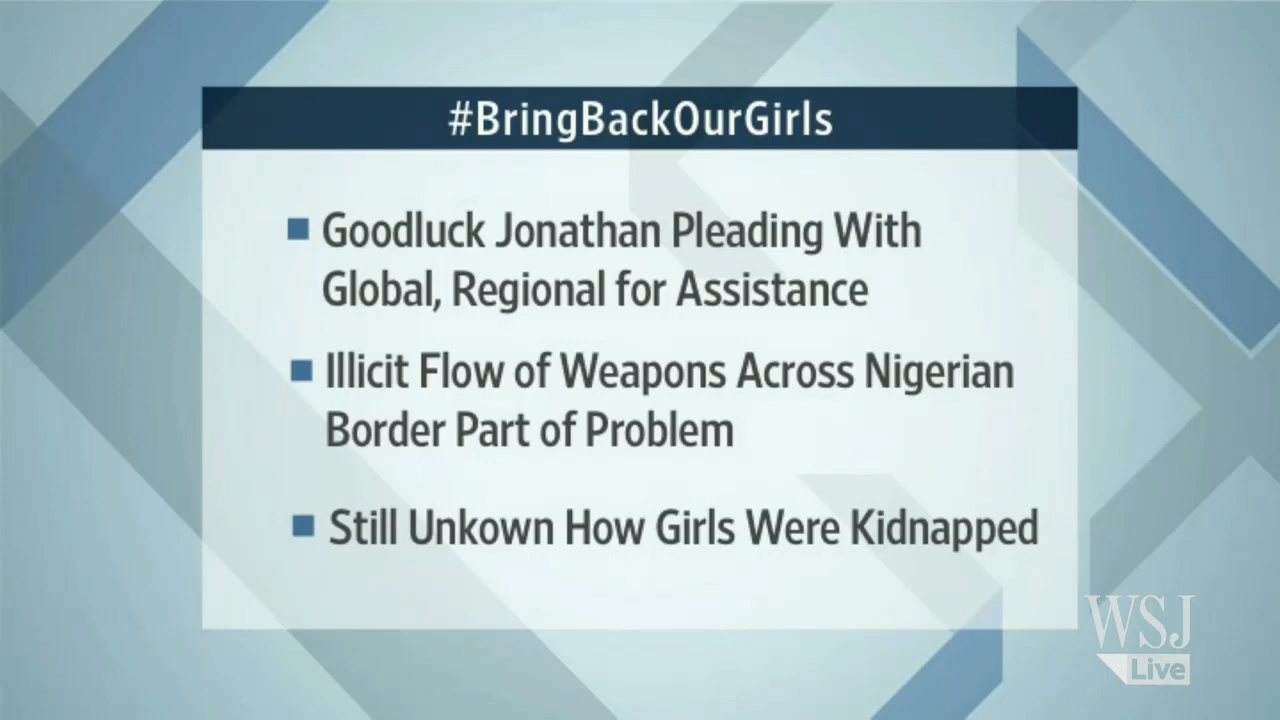 #BringBackOurGirls
Goodluck Jonathan Pleading With
Global, Regional for Assistance
Illicit Flow of Weapons Across Nigerian
Border Part of Problem
Still Unkown How Girls Were Kidnapped
WSJ
Live